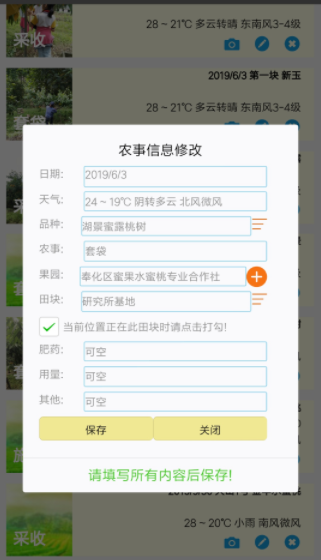 采收
28 ~ 21℃ 多云转晴 东南风3-4级
2019/6/3 第一块 新玉
28 ~ 21℃ 多云转晴 东南风3-4级
套袋
农事信息修改
日期: 2019/6/3
天气: 24 ~ 19℃ 阴转多云 北风微风
品种: 湖景蜜露桃树
农事: 套袋
果园: 奉化区蜜果水蜜桃专业合作社
田块: 研究所基地
当前位置正在此田块时请点击打勾!
肥药: 可空
用量: 可空
其他: 可空
保存 关闭
请填写所有内容后保存!
28 ~ 20℃ 小雨 南风微风
采收